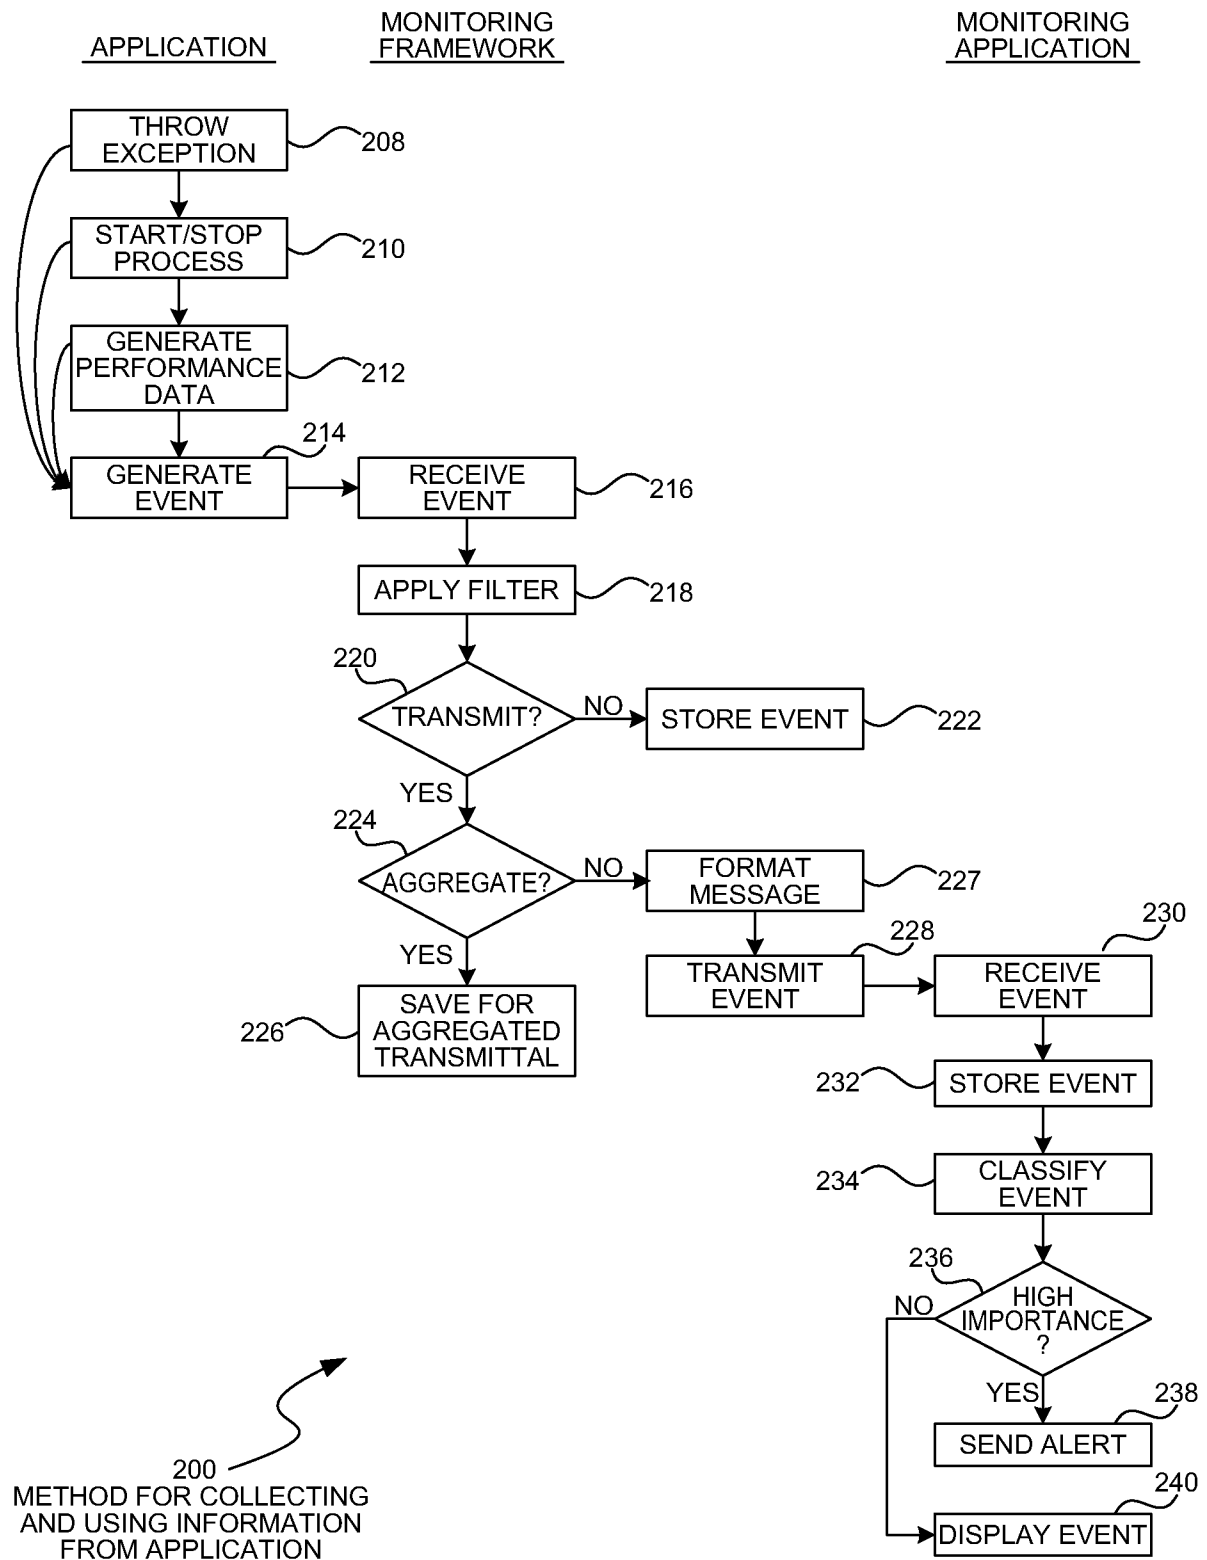 APPLICATION
MONITORING
FRAMEWORK
MONITORING
APPLICATION
THROW
EXCEPTION
208
START/STOP
PROCESS
210
GENERATE
PERFORMANCE
DATA
212
214
GENERATE
EVENT
RECEIVE
EVENT
216
APPLY FILTER
218
220
TRANSMIT?
NO
STORE EVENT
222
YES
224
AGGREGATE?
NO
FORMAT
MESSAGE
227
YES
228
TRANSMIT
EVENT
230
RECEIVE
EVENT
SAVE FOR
AGGREGATED
TRANSMITTAL
226
232
STORE EVENT
234
CLASSIFY
EVENT
236
NO
HIGH
IMPORTANCE
?
YES
238
SEND ALERT
240
DISPLAY EVENT
200
METHOD FOR COLLECTING
AND USING INFORMATION
FROM APPLICATION